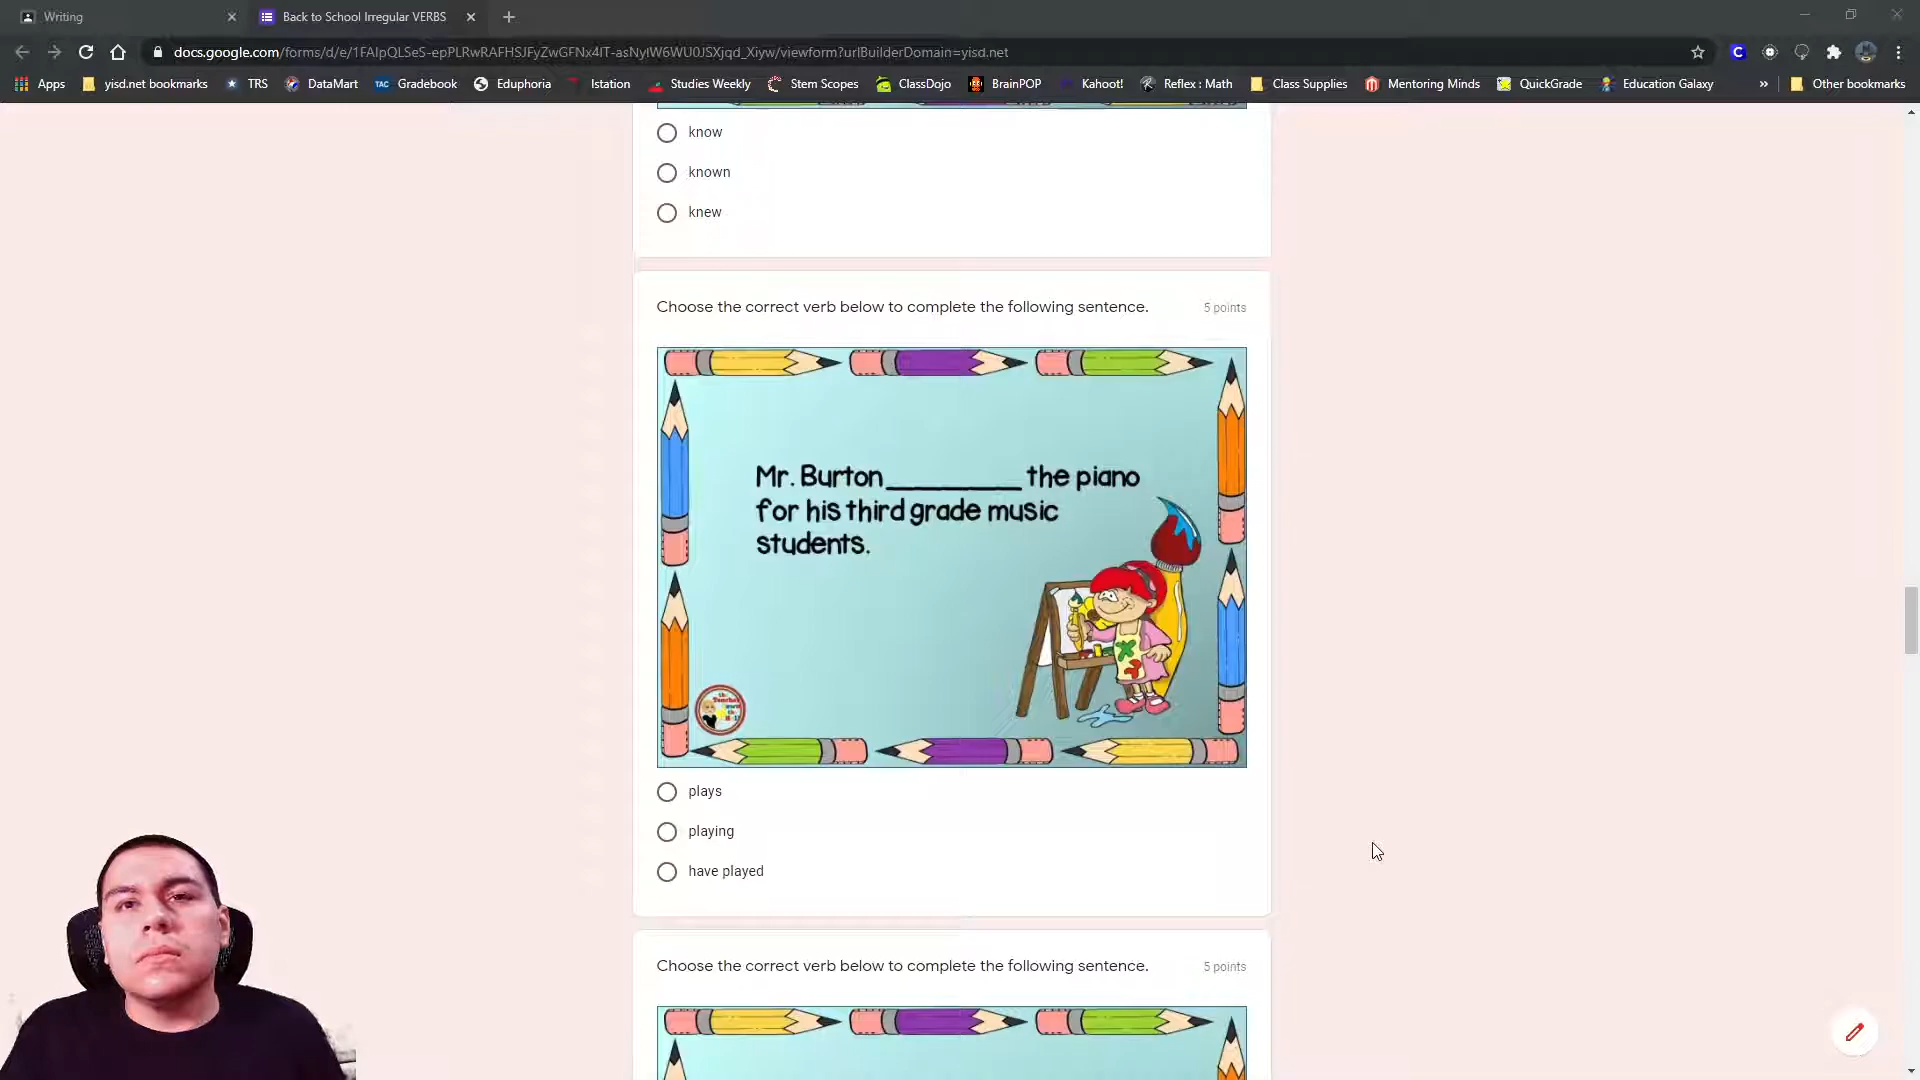 Writing
Back to School Irregular VERBS
docs.google.com/forms/d/e/1FAIpQLSeS-epPLRwRAFHSJFyZwGFNx4IT-asNyIW6WU0JSXjqd_Xiyw/viewform?urlBuilderDomain=yisd.net
Apps yisd.net bookmarks TRS DataMart TAC Gradebook Eduphoria Istation Studies Weekly Stem Scopes ClassDojo BrainPOP Kahoot! Reflex : Math Class Supplies Mentoring Minds QuickGrade Education Galaxy » Other bookmarks
know
known
knew
Choose the correct verb below to complete the following sentence. 5 points
Mr. Burton __________ the piano
for his third grade music
students.
plays
playing
have played
Choose the correct verb below to complete the following sentence. 5 points